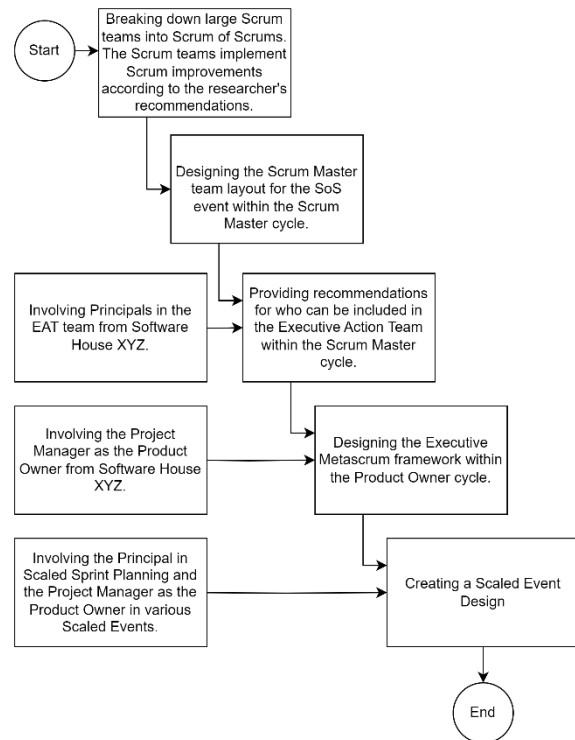 Start
Breaking down large Scrum
teams into Scrum of Scrums.
The Scrum teams implement
Scrum improvements
according to the researcher's
recommendations.
Designing the Scrum Master
team layout for the SoS
event within the Scrum
Master cycle.
Involving Principals in the
EAT team from Software
House XYZ.
Providing recommendations
for who can be included in
the Executive Action Team
within the Scrum Master
cycle.
Involving the Project
Manager as the Product
Owner from Software House
XYZ.
Designing the Executive
Metascrum framework within
the Product Owner cycle.
Involving the Principal in
Scaled Sprint Planning and
the Project Manager as the
Product Owner in various
Scaled Events.
Creating a Scaled Event
Design
End